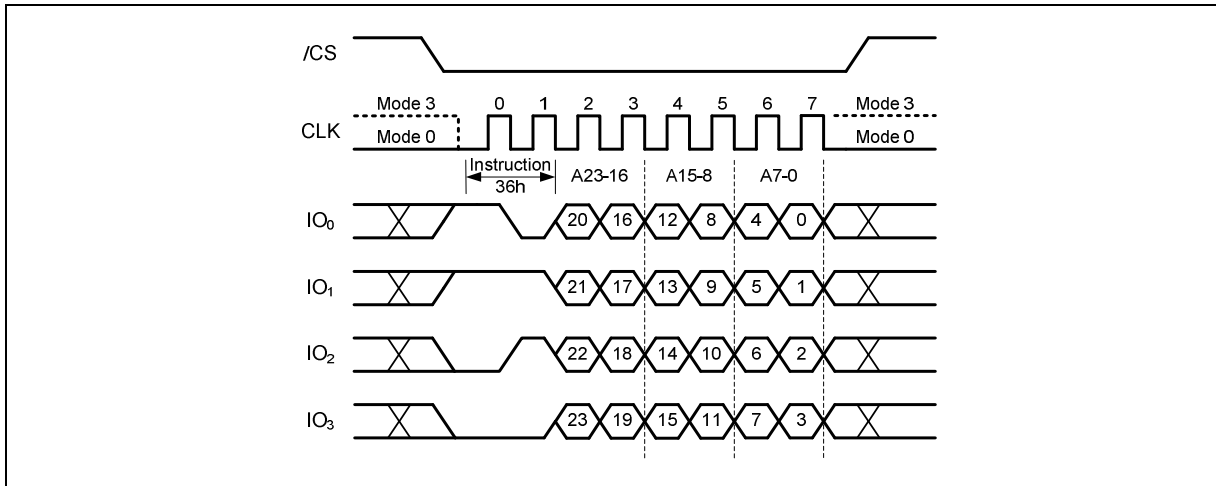 /CS
Mode 3 0 1 2 3 4 5 6 7 Mode 3
CLK
Mode 0 Mode 0
Instruction
36h
A23-16 A15-8 A7-0
IO₀ 20 16 12 8 4 0
IO₁ 21 17 13 9 5 1
IO₂ 22 18 14 10 6 2
IO₃ 23 19 15 11 7 3